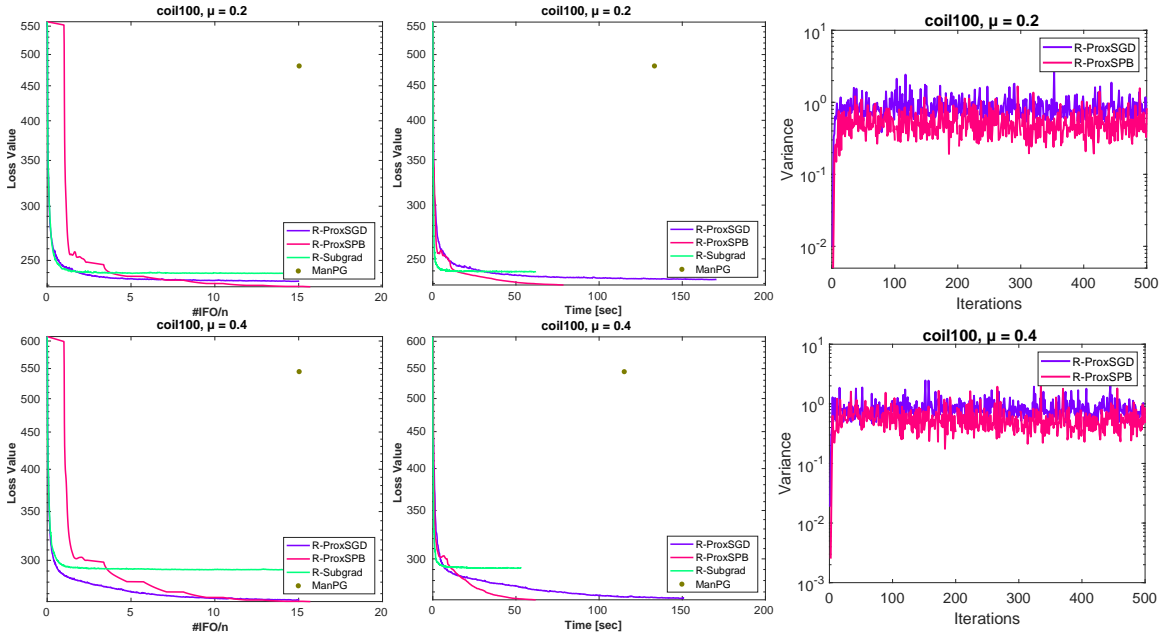 coil100, μ = 0.2
Loss Value
550
500
450
400
350
300
250
0 5 10 15 20
#IFO/n
R-ProxSGD
R-ProxSPB
R-Subgrad
ManPG
coil100, μ = 0.2
Loss Value
550
500
450
400
350
300
250
0 50 100 150 200
Time [sec]
R-ProxSGD
R-ProxSPB
R-Subgrad
ManPG
coil100, μ = 0.2
Variance
10^1
10^0
10^-1
10^-2
0 100 200 300 400 500
Iterations
R-ProxSGD
R-ProxSPB
coil100, μ = 0.4
Loss Value
600
550
500
450
400
350
300
0 5 10 15 20
#IFO/n
R-ProxSGD
R-ProxSPB
R-Subgrad
ManPG
coil100, μ = 0.4
Loss Value
600
550
500
450
400
350
300
0 50 100 150 200
Time [sec]
R-ProxSGD
R-ProxSPB
R-Subgrad
ManPG
coil100, μ = 0.4
Variance
10^1
10^0
10^-1
10^-2
10^-3
0 100 200 300 400 500
Iterations
R-ProxSGD
R-ProxSPB